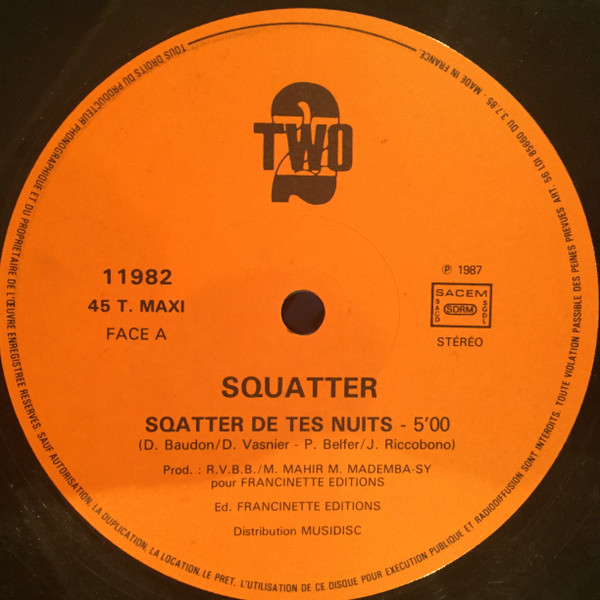 TOUS DROITS DU PRODUCTEUR PHONOGRAPHIQUE ET DU PROPRIETAIRE DE L'ŒUVRE ENREGISTREE RESERVES. SAUF AUTORISATION, LA DUPLICATION, LA LOCATION, LE PRET, L'UTILISATION DE CE DISQUE POUR EXECUTION PUBLIQUE ET RADIODIFFUSION SONT INTERDITS. TOUTE VIOLATION PASSIBLE DES PEINES PREVUES ART. 56 LOI 85660 DU 3.7.85 - MADE IN FRANCE
2
TWO
11982
45 T. MAXI
FACE A
℗ 1987
SACEM
SACD
SDRM
SGDL
STÉRÉO
SQUATTER
SQATTER DE TES NUITS - 5'00
(D. Baudon/D. Vasnier - P. Belfer/J. Riccobono)
Prod. : R.V.B.B./M. MAHIR M. MADEMBA-SY
pour FRANCINETTE EDITIONS
Ed. FRANCINETTE EDITIONS
Distribution MUSIDISC